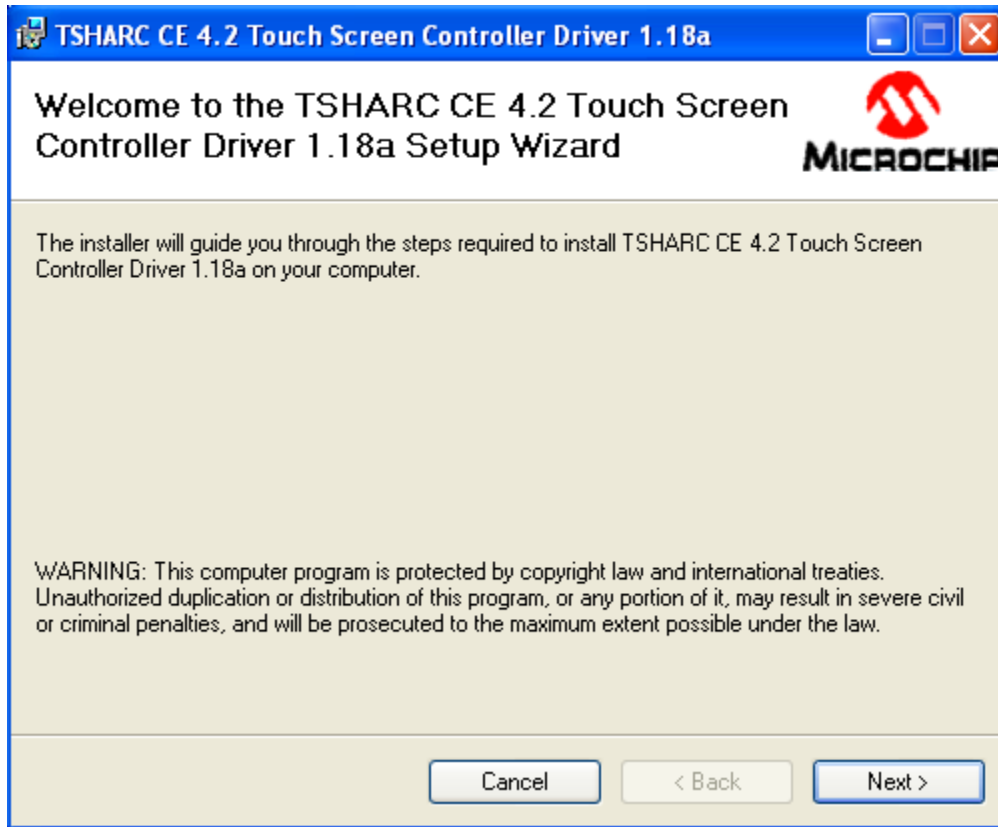 TSHARC CE 4.2 Touch Screen Controller Driver 1.18a
Welcome to the TSHARC CE 4.2 Touch Screen
Controller Driver 1.18a Setup Wizard
MICROCHIP
The installer will guide you through the steps required to install TSHARC CE 4.2 Touch Screen
Controller Driver 1.18a on your computer.
WARNING: This computer program is protected by copyright law and international treaties.
Unauthorized duplication or distribution of this program, or any portion of it, may result in severe civil
or criminal penalties, and will be prosecuted to the maximum extent possible under the law.
Cancel
< Back
Next >